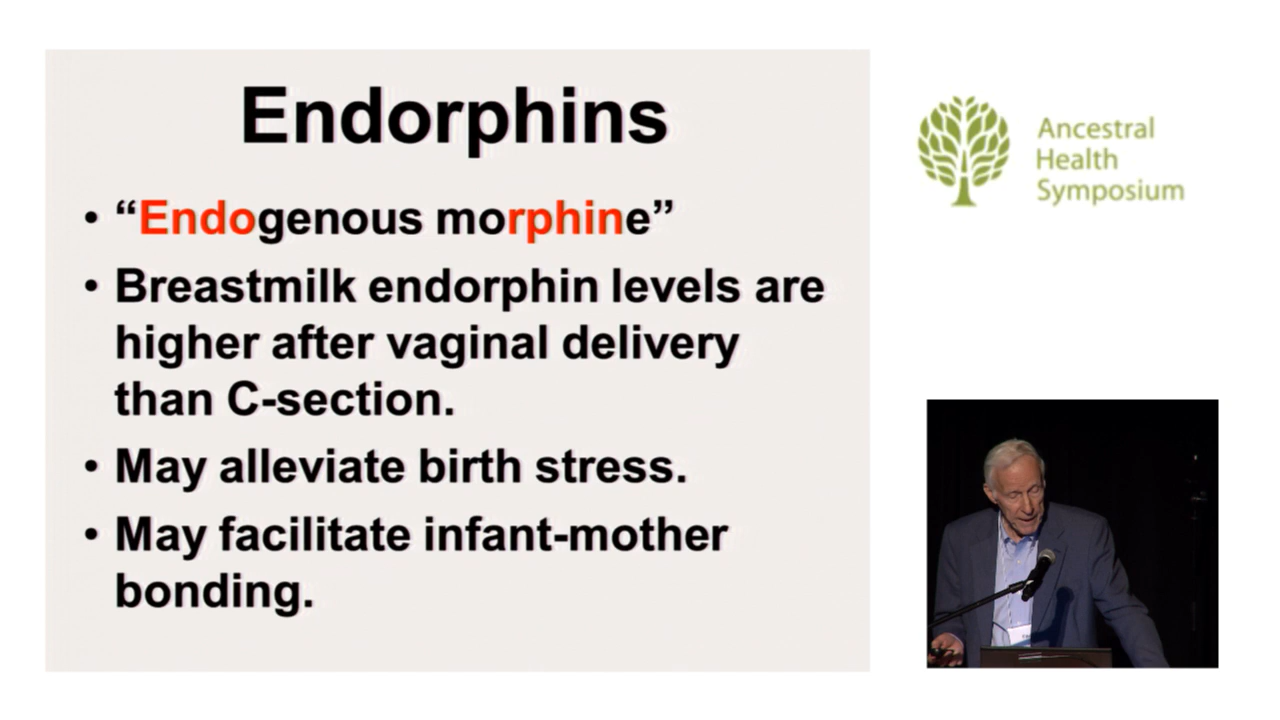 Endorphins
• “Endogenous morphine”
• Breastmilk endorphin levels are
higher after vaginal delivery
than C-section.
• May alleviate birth stress.
• May facilitate infant-mother
bonding.
Ancestral
Health
Symposium